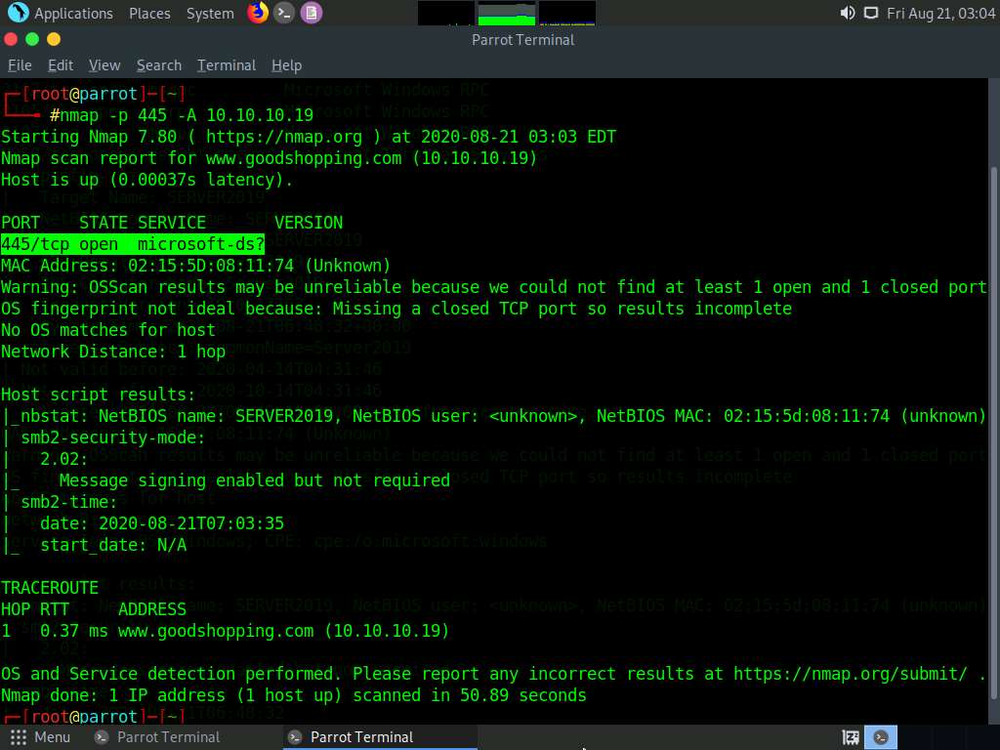 Applications Places System Fri Aug 21, 03:04
Parrot Terminal
File Edit View Search Terminal Help
┌─[root@parrot]─[~]
└──╼ #nmap -p 445 -A 10.10.10.19
Starting Nmap 7.80 ( https://nmap.org ) at 2020-08-21 03:03 EDT
Nmap scan report for www.goodshopping.com (10.10.10.19)
Host is up (0.00037s latency).
PORT    STATE SERVICE       VERSION
445/tcp open  microsoft-ds?
MAC Address: 02:15:5D:08:11:74 (Unknown)
Warning: OSScan results may be unreliable because we could not find at least 1 open and 1 closed port
OS fingerprint not ideal because: Missing a closed TCP port so results incomplete
No OS matches for host
Network Distance: 1 hop
Host script results:
|_nbstat: NetBIOS name: SERVER2019, NetBIOS user: <unknown>, NetBIOS MAC: 02:15:5d:08:11:74 (unknown)
| smb2-security-mode:
|   2.02:
|_    Message signing enabled but not required
| smb2-time:
|   date: 2020-08-21T07:03:35
|_  start_date: N/A
TRACEROUTE
HOP RTT     ADDRESS
1   0.37 ms www.goodshopping.com (10.10.10.19)
OS and Service detection performed. Please report any incorrect results at https://nmap.org/submit/ .
Nmap done: 1 IP address (1 host up) scanned in 50.89 seconds
┌─[root@parrot]─[~]
Menu Parrot Terminal Parrot Terminal